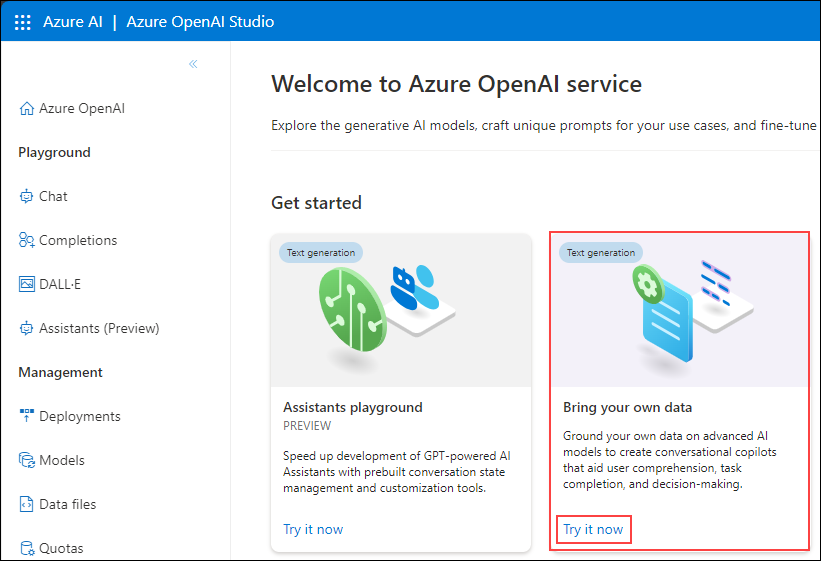 Azure AI | Azure OpenAI Studio
Azure OpenAI
Playground
Chat
Completions
DALL·E
Assistants (Preview)
Management
Deployments
Models
Data files
Quotas
Welcome to Azure OpenAI service
Explore the generative AI models, craft unique prompts for your use cases, and fine-tune
Get started
Text generation
Assistants playground
PREVIEW
Speed up development of GPT-powered AI
Assistants with prebuilt conversation state
management and customization tools.
Try it now
Text generation
Bring your own data
Ground your own data on advanced AI
models to create conversational copilots
that aid user comprehension, task
completion, and decision-making.
Try it now